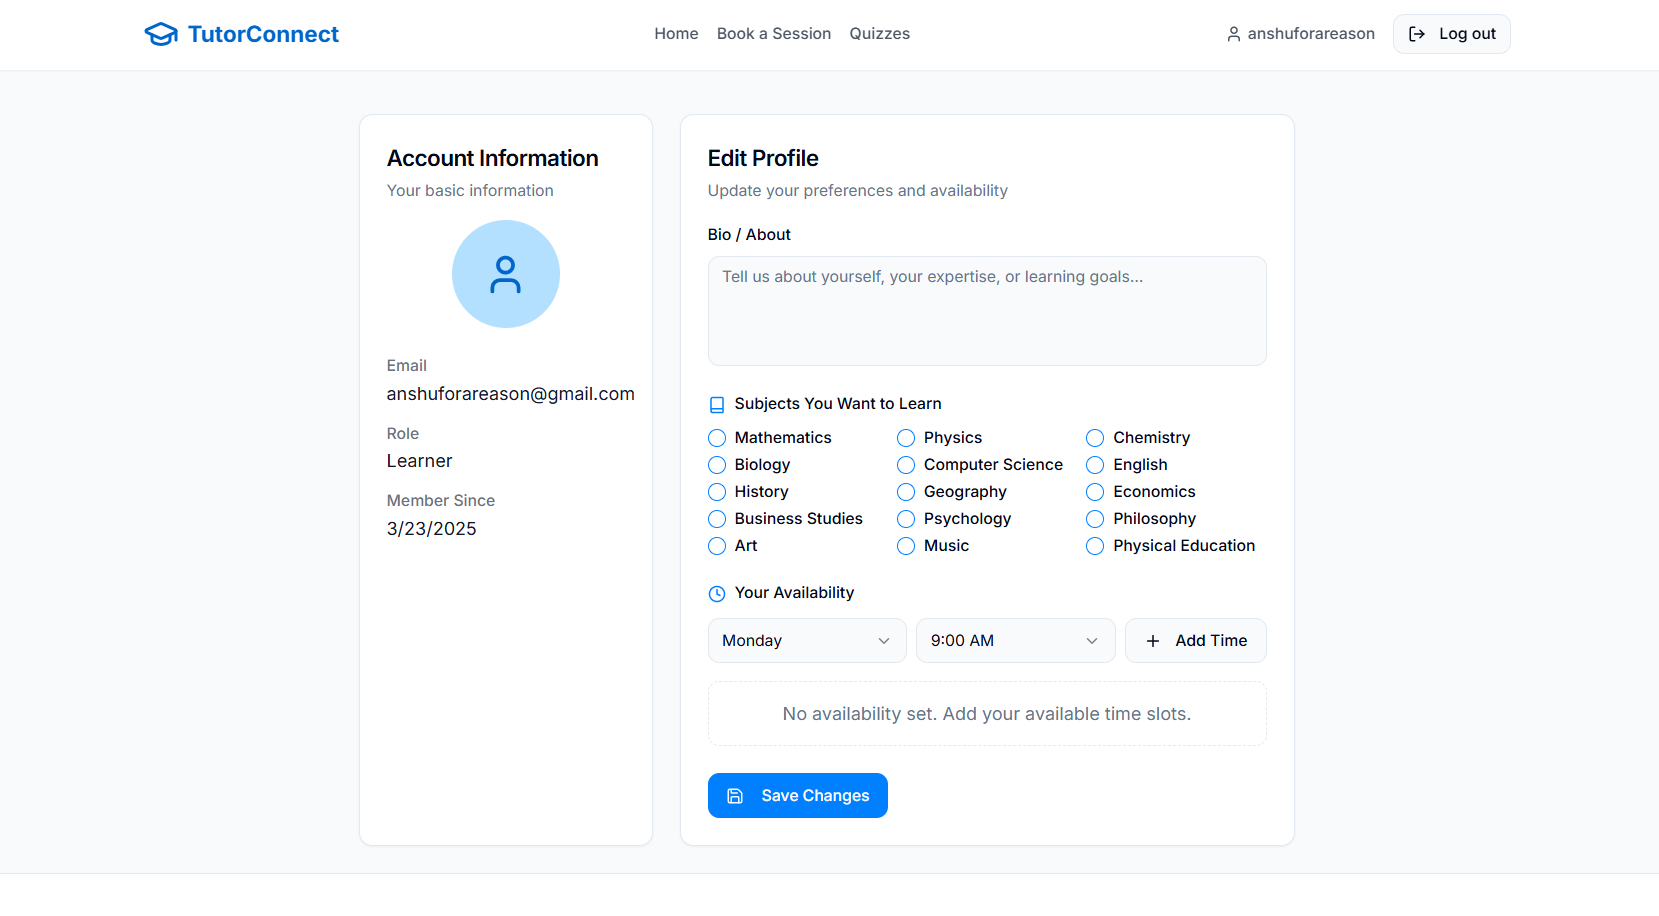 TutorConnect
Home Book a Session Quizzes
anshuforareason Log out
Account Information
Your basic information
Email
anshuforareason@gmail.com
Role
Learner
Member Since
3/23/2025
Edit Profile
Update your preferences and availability
Bio / About
Tell us about yourself, your expertise, or learning goals...
Subjects You Want to Learn
Mathematics Physics Chemistry
Biology Computer Science English
History Geography Economics
Business Studies Psychology Philosophy
Art Music Physical Education
Your Availability
Monday 9:00 AM Add Time
No availability set. Add your available time slots.
Save Changes